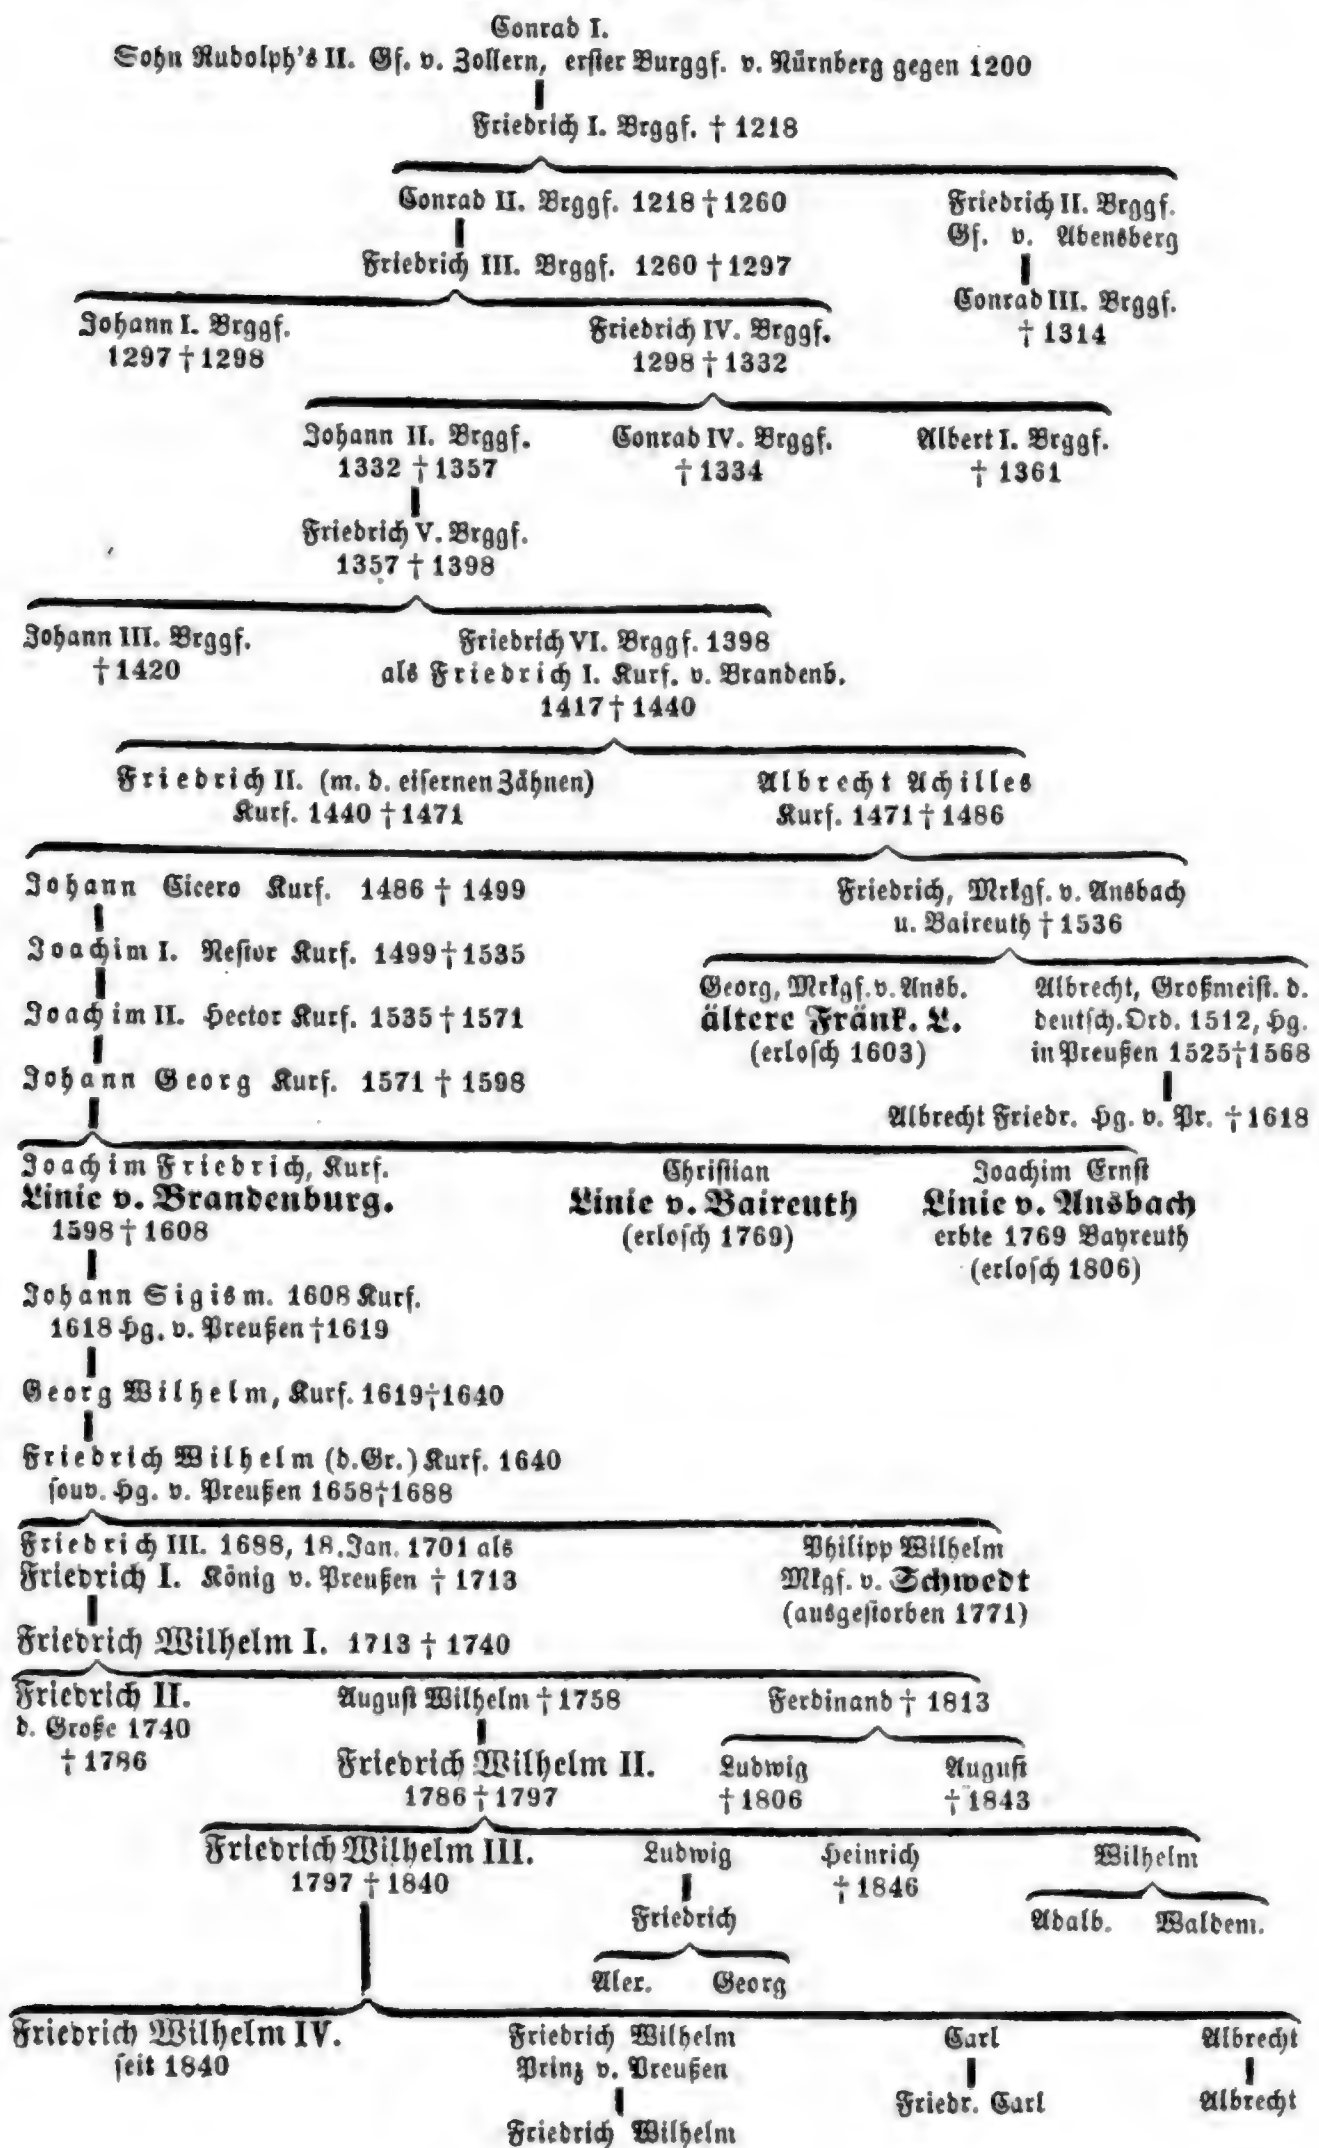 Conrad I.
Sohn Rudolph's II. Gf. v. Zollern, erster Burggf. v. Nürnberg gegen 1200
Friedrich I. Brggf. † 1218
Conrad II. Brggf. 1218 † 1260
Friedrich II. Brggf.
Gf. v. Abensberg
Friedrich III. Brggf. 1260 † 1297
Conrad III. Brggf.
† 1314
Johann I. Brggf.
1297 † 1298
Friedrich IV. Brggf.
1298 † 1332
Johann II. Brggf.
1332 † 1357
Conrad IV. Brggf.
† 1334
Albert I. Brggf.
† 1361
Friedrich V. Brggf.
1357 † 1398
Johann III. Brggf.
† 1420
Friedrich VI. Brggf. 1398
als Friedrich I. Kurf. v. Brandenb.
1417 † 1440
Friedrich II. (m. d. eisernen Zähnen)
Kurf. 1440 † 1471
Albrecht Achilles
Kurf. 1471 † 1486
Johann Cicero Kurf. 1486 † 1499
Friedrich, Mrkgf. v. Ansbach
u. Baireuth † 1536
Joachim I. Nestor Kurf. 1499 † 1535
Georg, Mrkgf. v. Ansb.
ältere Fränk. L.
(erlosch 1603)
Albrecht, Großmeist. d.
deutsch. Ord. 1512, Hg.
in Preußen 1525 † 1568
Joachim II. Hector Kurf. 1535 † 1571
Johann Georg Kurf. 1571 † 1598
Albrecht Friedr. Hg. v. Pr. † 1618
Joachim Friedrich, Kurf.
Linie v. Brandenburg.
1598 † 1608
Christian
Linie v. Baireuth
(erlosch 1769)
Joachim Ernst
Linie v. Ansbach
erbte 1769 Bayreuth
(erlosch 1806)
Johann Sigism. 1608 Kurf.
1618 Hg. v. Preußen † 1619
Georg Wilhelm, Kurf. 1619 † 1640
Friedrich Wilhelm (d. Gr.) Kurf. 1640
souv. Hg. v. Preußen 1658 † 1688
Friedrich III. 1688, 18. Jan. 1701 als
Friedrich I. König v. Preußen † 1713
Philipp Wilhelm
Mkgf. v. Schwedt
(ausgestorben 1771)
Friedrich Wilhelm I. 1713 † 1740
Friedrich II.
d. Große 1740
† 1786
August Wilhelm † 1758
Ferdinand † 1813
Friedrich Wilhelm II.
1786 † 1797
Ludwig
† 1806
August
† 1843
Friedrich Wilhelm III.
1797 † 1840
Ludwig
Heinrich
† 1846
Wilhelm
Friedrich
Adalb. Waldem.
Alex. Georg
Friedrich Wilhelm IV.
seit 1840
Friedrich Wilhelm
Prinz v. Preußen
Carl
Albrecht
Friedrich Wilhelm
Friedr. Carl
Albrecht